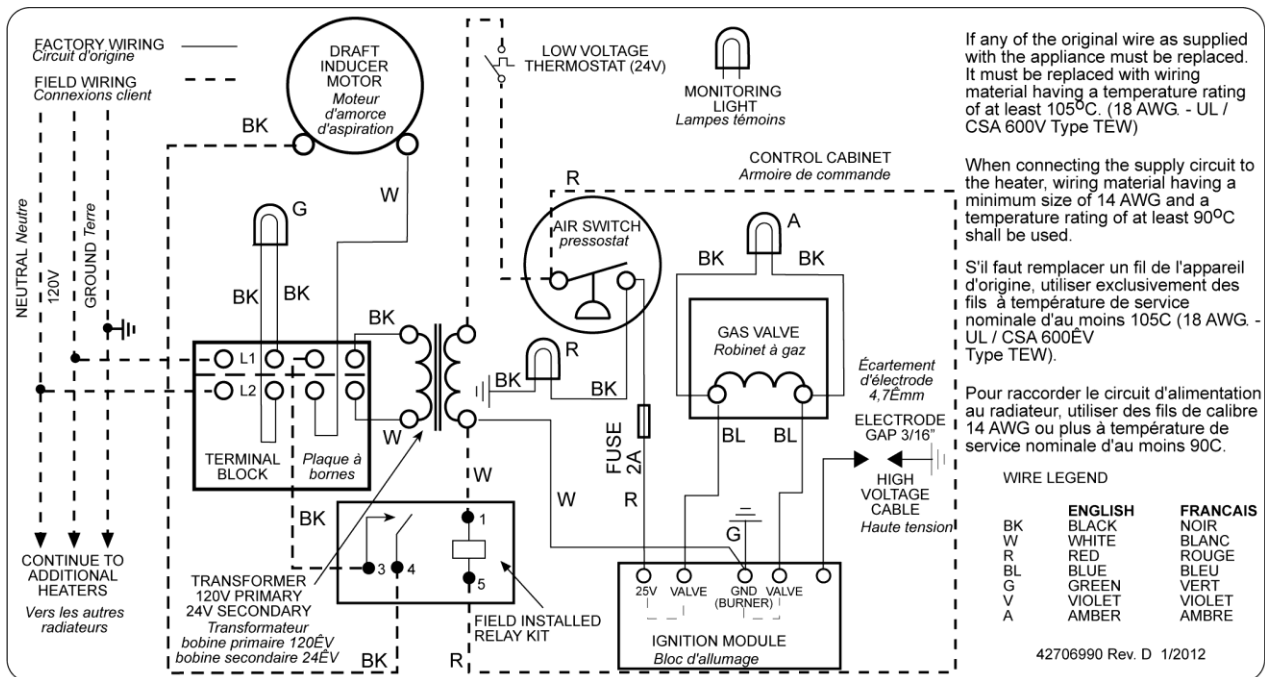 FACTORY WIRING
Circuit d'origine
FIELD WIRING
Connexions client
NEUTRAL Neutre
120V
GROUND Terre
CONTINUE TO
ADDITIONAL
HEATERS
Vers les autres
radiateurs
DRAFT
INDUCER
MOTOR
Moteur
d'amorce
d'aspiration
BK
W
G
BK
BK
L1
L2
TERMINAL
BLOCK
Plaque à
bornes
BK
W
BK
TRANSFORMER
120V PRIMARY
24V SECONDARY
Transformateur
bobine primaire 120ÊV
bobine secondaire 24ÊV
BK
R
W
1
3
4
5
FIELD INSTALLED
RELAY KIT
LOW VOLTAGE
THERMOSTAT (24V)
MONITORING
LIGHT
Lampes témoins
CONTROL CABINET
Armoire de commande
R
AIR SWITCH
pressostat
R
BK
BK
W
FUSE
2A
R
A
BK
BK
GAS VALVE
Robinet à gaz
BL
BL
Écartement
d'électrode
4,7Êmm
ELECTRODE
GAP 3/16"
HIGH
VOLTAGE
CABLE
Haute tension
G
25V
VALVE
GND
(BURNER)
VALVE
IGNITION MODULE
Bloc d'allumage
If any of the original wire as supplied
with the appliance must be replaced.
It must be replaced with wiring
material having a temperature rating
of at least 105ºC. (18 AWG. - UL /
CSA 600V Type TEW)
When connecting the supply circuit to
the heater, wiring material having a
minimum size of 14 AWG and a
temperature rating of at least 90ºC
shall be used.
S'il faut remplacer un fil de l'appareil
d'origine, utiliser exclusivement des
fils à température de service
nominale d'au moins 105C (18 AWG. -
UL / CSA 600ÊV
Type TEW).
Pour raccorder le circuit d'alimentation
au radiateur, utiliser des fils de calibre
14 AWG ou plus à température de
service nominale d'au moins 90C.
WIRE LEGEND
ENGLISH FRANCAIS
BK BLACK NOIR
W WHITE BLANC
R RED ROUGE
BL BLUE BLEU
G GREEN VERT
V VIOLET VIOLET
A AMBER AMBRE
42706990 Rev. D 1/2012